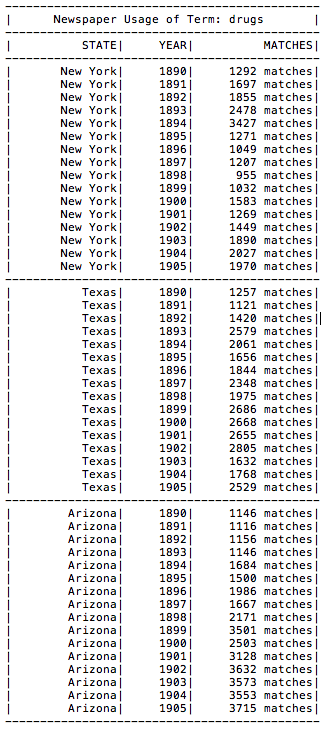 Newspaper Usage of Term: drugs
STATE| YEAR| MATCHES|
New York| 1890| 1292 matches|
New York| 1891| 1697 matches|
New York| 1892| 1855 matches|
New York| 1893| 2478 matches|
New York| 1894| 3427 matches|
New York| 1895| 1271 matches|
New York| 1896| 1049 matches|
New York| 1897| 1207 matches|
New York| 1898| 955 matches|
New York| 1899| 1032 matches|
New York| 1900| 1583 matches|
New York| 1901| 1269 matches|
New York| 1902| 1449 matches|
New York| 1903| 1890 matches|
New York| 1904| 2027 matches|
New York| 1905| 1970 matches|
Texas| 1890| 1257 matches|
Texas| 1891| 1121 matches|
Texas| 1892| 1420 matches|
Texas| 1893| 2579 matches|
Texas| 1894| 2061 matches|
Texas| 1895| 1656 matches|
Texas| 1896| 1844 matches|
Texas| 1897| 2348 matches|
Texas| 1898| 1975 matches|
Texas| 1899| 2686 matches|
Texas| 1900| 2668 matches|
Texas| 1901| 2655 matches|
Texas| 1902| 2805 matches|
Texas| 1903| 1632 matches|
Texas| 1904| 1768 matches|
Texas| 1905| 2529 matches|
Arizona| 1890| 1146 matches|
Arizona| 1891| 1116 matches|
Arizona| 1892| 1156 matches|
Arizona| 1893| 1146 matches|
Arizona| 1894| 1684 matches|
Arizona| 1895| 1500 matches|
Arizona| 1896| 1986 matches|
Arizona| 1897| 1667 matches|
Arizona| 1898| 2171 matches|
Arizona| 1899| 3501 matches|
Arizona| 1900| 2503 matches|
Arizona| 1901| 3128 matches|
Arizona| 1902| 3632 matches|
Arizona| 1903| 3573 matches|
Arizona| 1904| 3553 matches|
Arizona| 1905| 3715 matches|